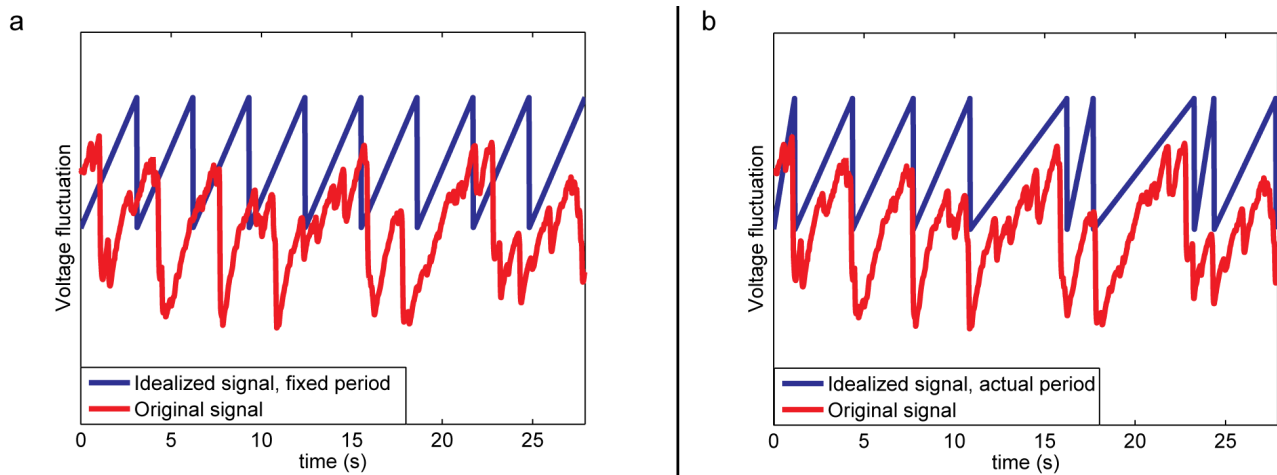 a
Voltage fluctuation
Idealized signal, fixed period
Original signal
0 5 10 15 20 25
time (s)
b
Voltage fluctuation
Idealized signal, actual period
Original signal
0 5 10 15 20 25
time (s)